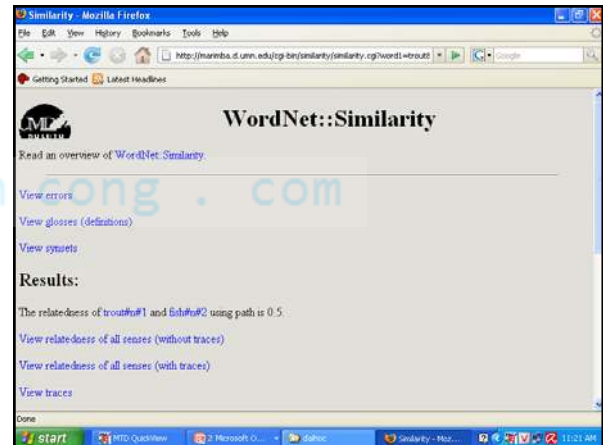 Similarity - Mozilla Firefox
File Edit View History Bookmarks Tools Help
http://marimba.d.umn.edu/cgi-bin/similarity/similarity.cgi?word1=trout& Google
Getting Started Latest Headlines
WordNet::Similarity
Read an overview of WordNet::Similarity.
cong . com
View errors
View glosses (definitions)
View synsets
Results:
The relatedness of trout#n#1 and fish#n#2 using path is 0.5.
View relatedness of all senses (without traces)
View relatedness of all senses (with traces)
View traces
Done
start MTD QuickView 2 Microsoft O... daihoc Similarity - Moz... 11:21 AM